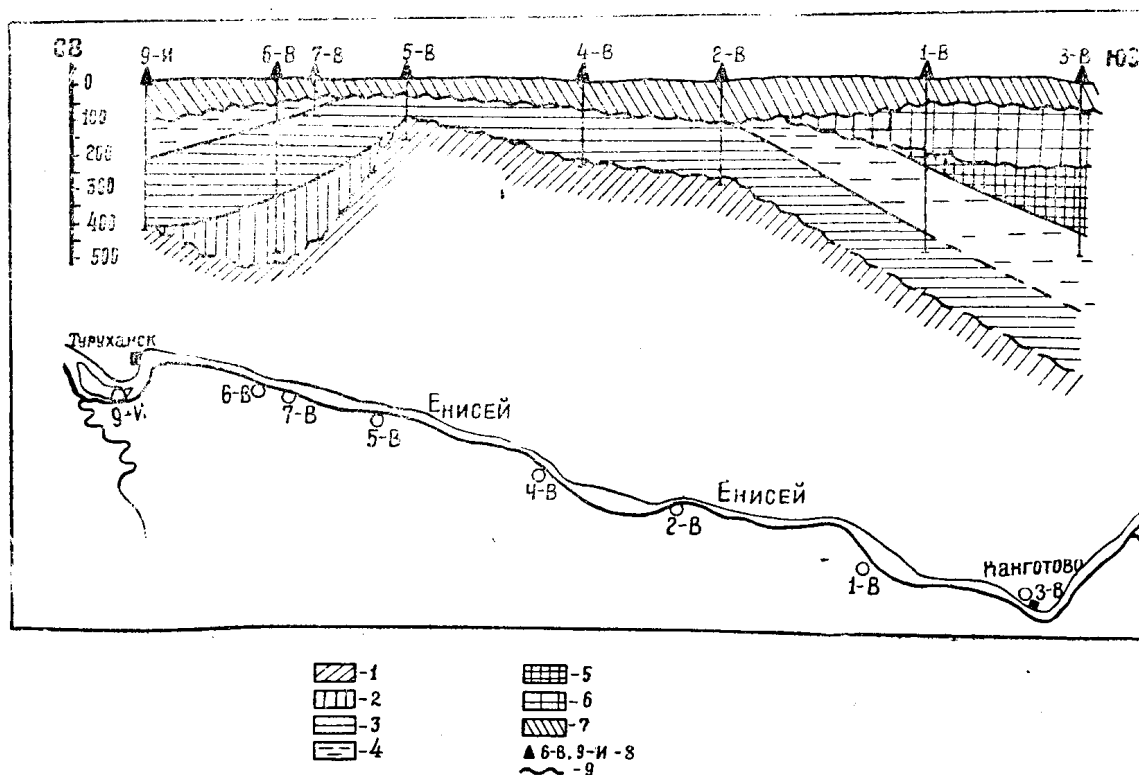 СВ 9-И 6-В 7-В 5-В 4-В 2-В 1-В 3-В ЮЗ
0
100
200
300
400
500
Туруханск
9-И
6-В
7-В
5-В
ЕНИСЕЙ
4-В
ЕНИСЕЙ
2-В
1-В
Канготово
3-В
-1
-2
-3
-4
-5
-6
-7
6-В, 9-И -8
-9